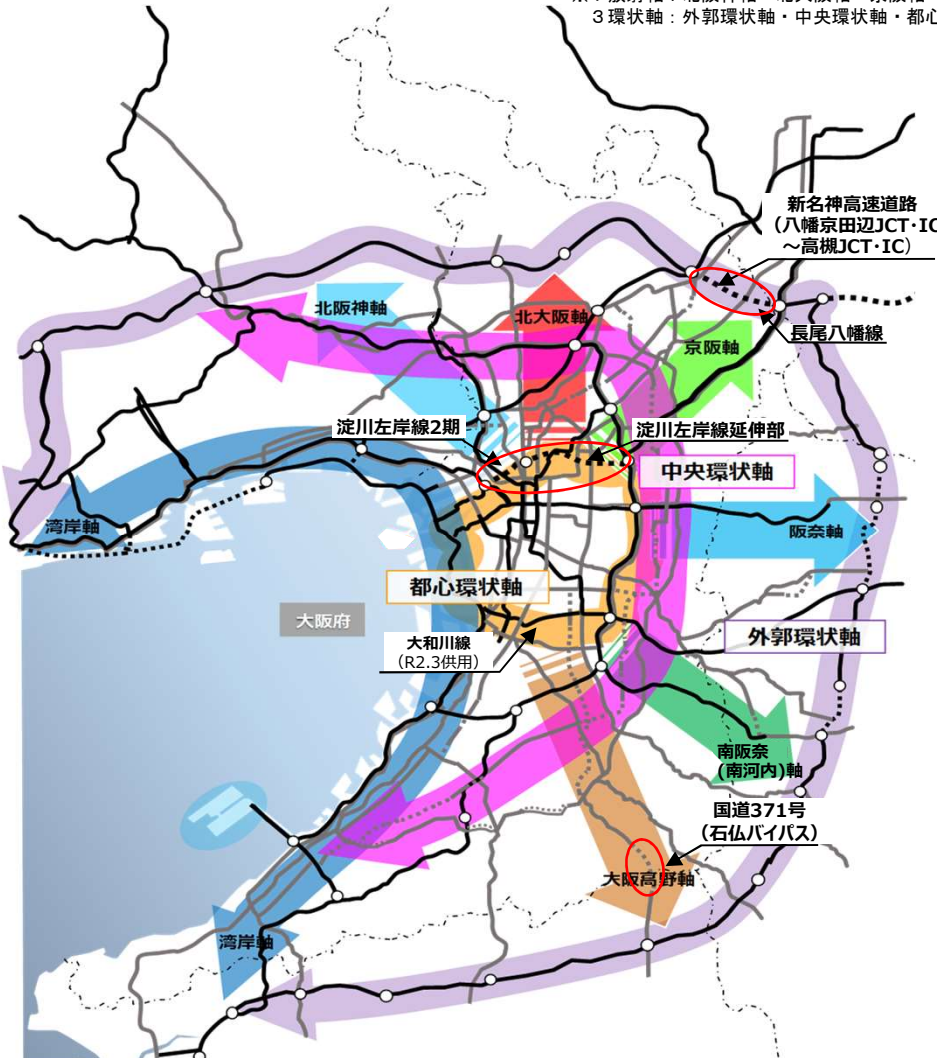 3環状軸:外郭環状軸・中央環状軸・都心
新名神高速道路
(八幡京田辺JCT・IC
～高槻JCT・IC)
北阪神軸
北大阪軸
長尾八幡線
京阪軸
淀川左岸線2期
淀川左岸線延伸部
中央環状軸
湾岸軸
阪奈軸
都心環状軸
大阪府
外郭環状軸
大和川線
(R2.3供用)
南阪奈
(南河内)軸
国道371号
(石仏バイパス)
大阪高野軸
湾岸軸